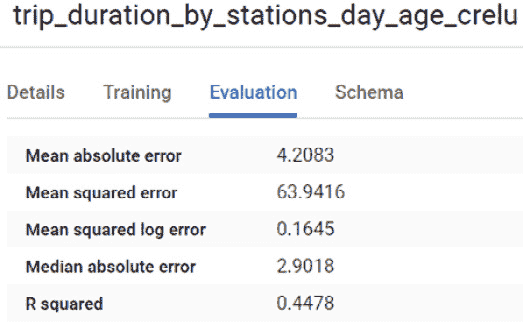 trip_duration_by_stations_day_age_crelu
Details Training Evaluation Schema
Mean absolute error 4.2083
Mean squared error 63.9416
Mean squared log error 0.1645
Median absolute error 2.9018
R squared 0.4478